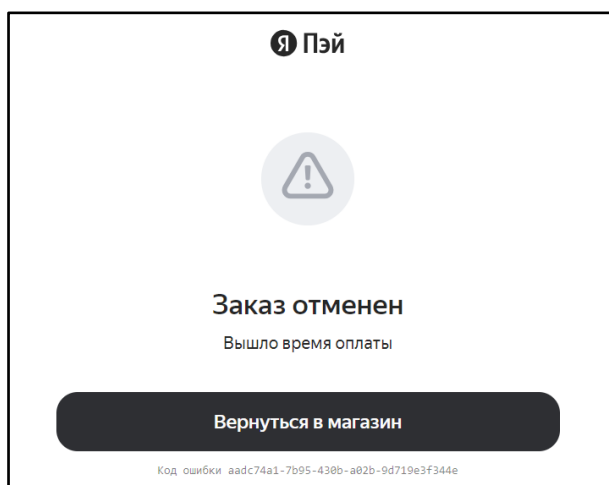 Я Пэй
Заказ отменен
Вышло время оплаты
Вернуться в магазин
Код ошибки aadc74a1-7b95-430b-a02b-9d719e3f344e